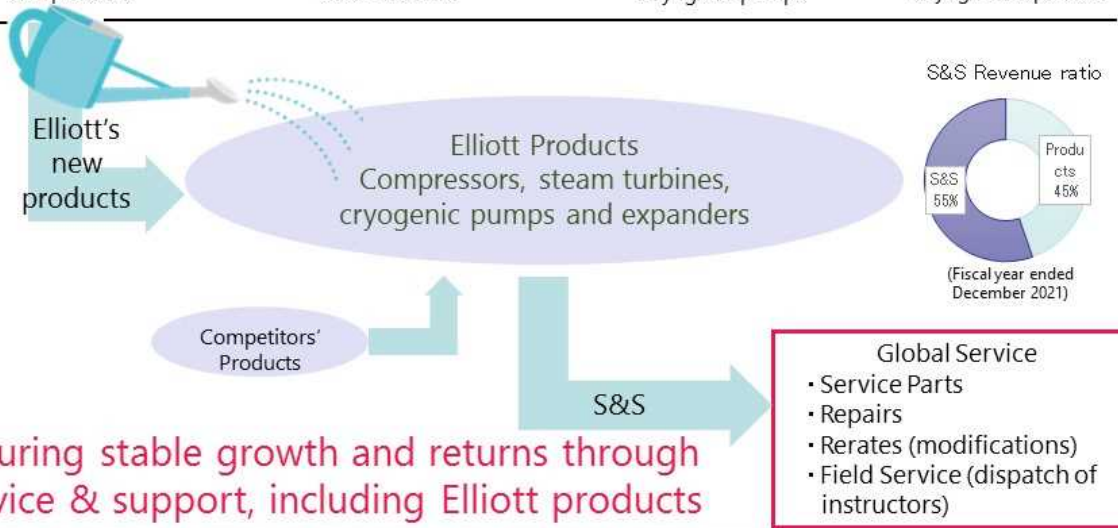 Elliott's
new
products
Elliott Products
Compressors, steam turbines,
cryogenic pumps and expanders
S&S Revenue ratio
S&S
55%
Produ
cts
45%
(Fiscal year ended
December 2021)
Competitors'
Products
S&S
Global Service
・Service Parts
・Repairs
・Rerates (modifications)
・Field Service (dispatch of
instructors)
uring stable growth and returns through
vice & support, including Elliott products